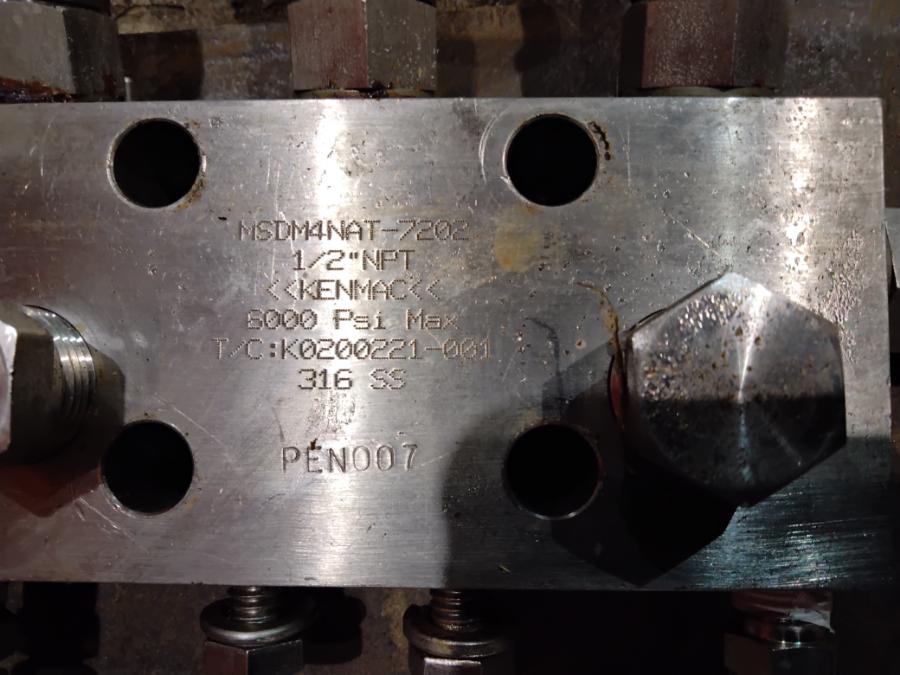 MSDM4NAT-7202
1/2"NPT
<<KENMAC<<
6000 Psi Max
T/C:K0200221-001
316 SS
PEN007